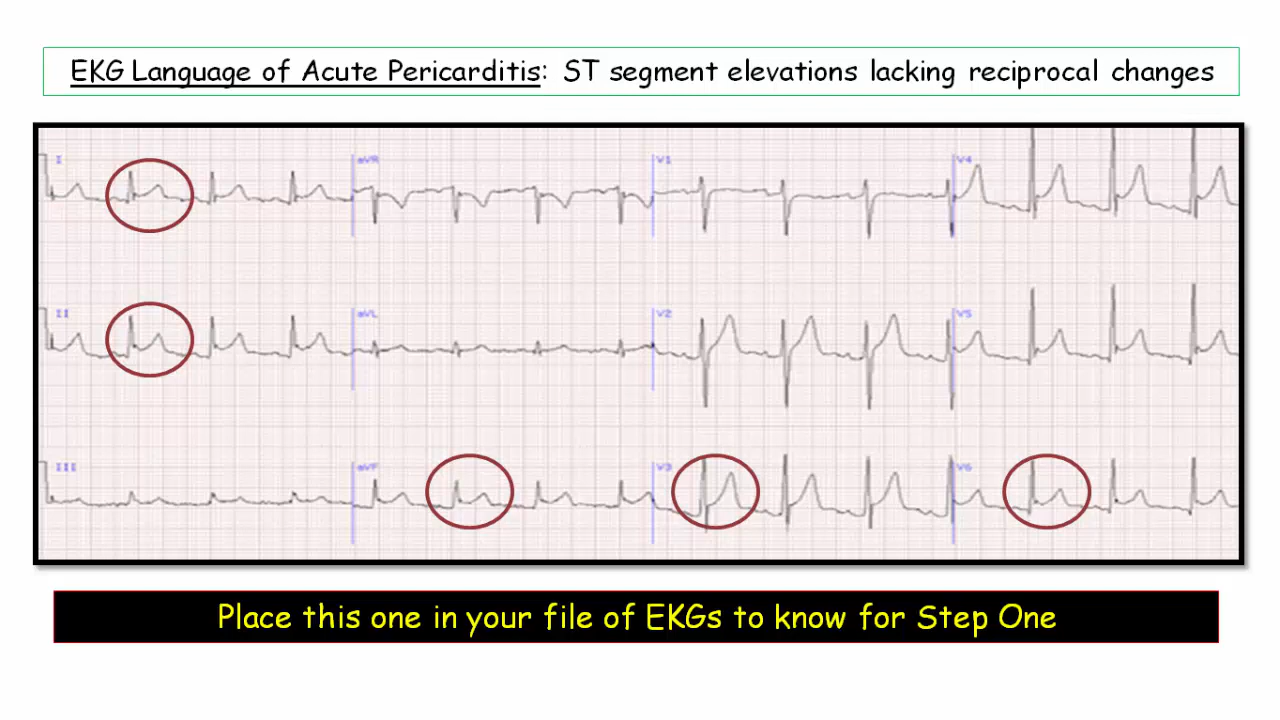 EKG Language of Acute Pericarditis: ST segment elevations lacking reciprocal changes
I aVR V1 V4
II aVL V2 V5
III aVF V3 V6
Place this one in your file of EKGs to know for Step One